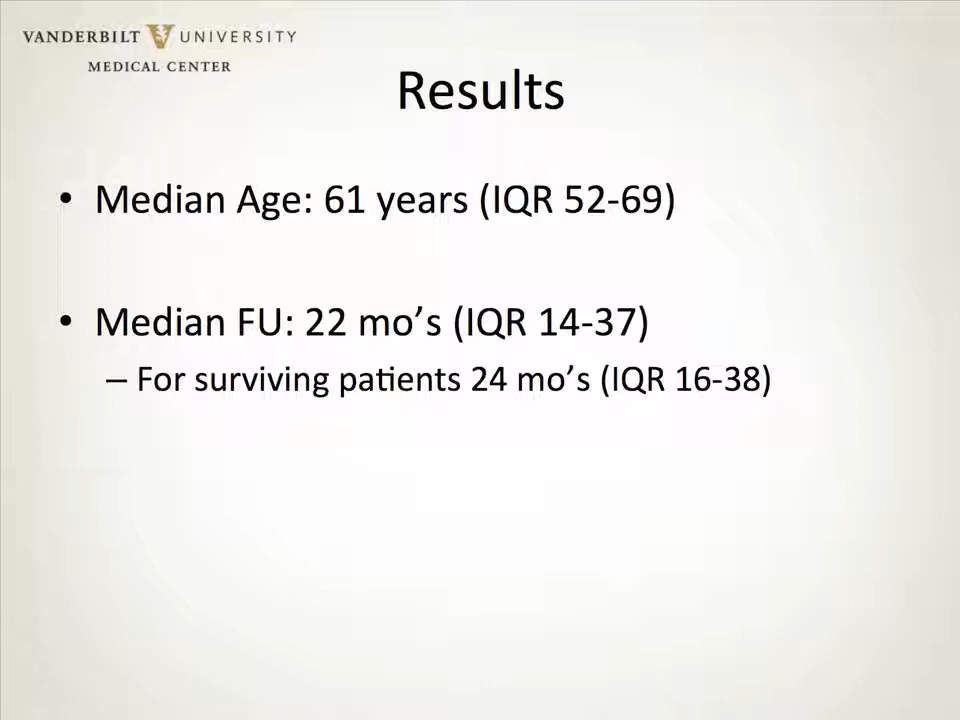 VANDERBILT UNIVERSITY
MEDICAL CENTER
Results
• Median Age: 61 years (IQR 52-69)
• Median FU: 22 mo’s (IQR 14-37)
– For surviving patients 24 mo’s (IQR 16-38)